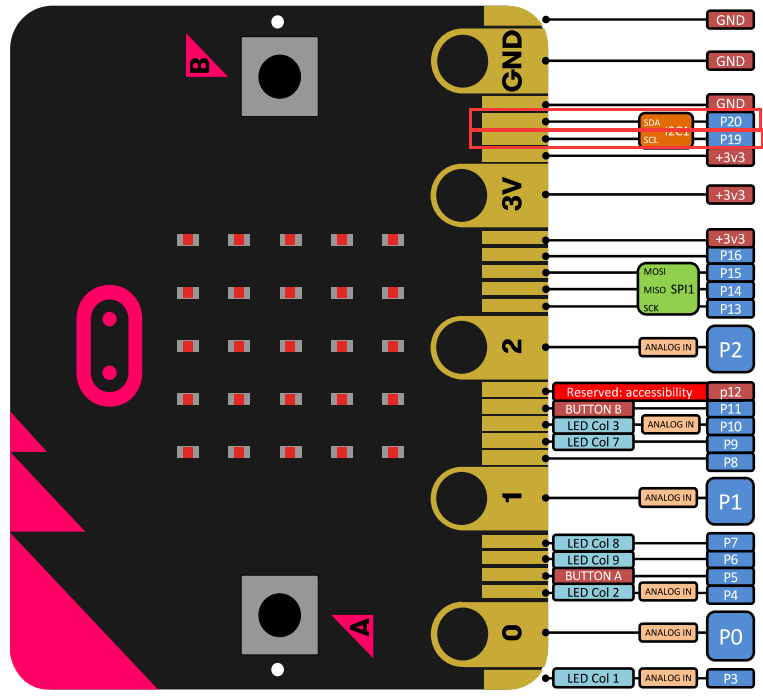 GND
GND
GND
GND
B
SDA
P20
I2C1
SCL
P19
+3v3
3V
+3v3
+3v3
P16
MOSI
P15
MISO
SPI1
P14
SCK
P13
2
ANALOG IN
P2
Reserved: accessibility
p12
BUTTON B
P11
LED Col 3
ANALOG IN
P10
LED Col 7
P9
P8
1
ANALOG IN
P1
LED Col 8
P7
LED Col 9
P6
BUTTON A
P5
LED Col 2
ANALOG IN
P4
A
0
ANALOG IN
P0
LED Col 1
ANALOG IN
P3